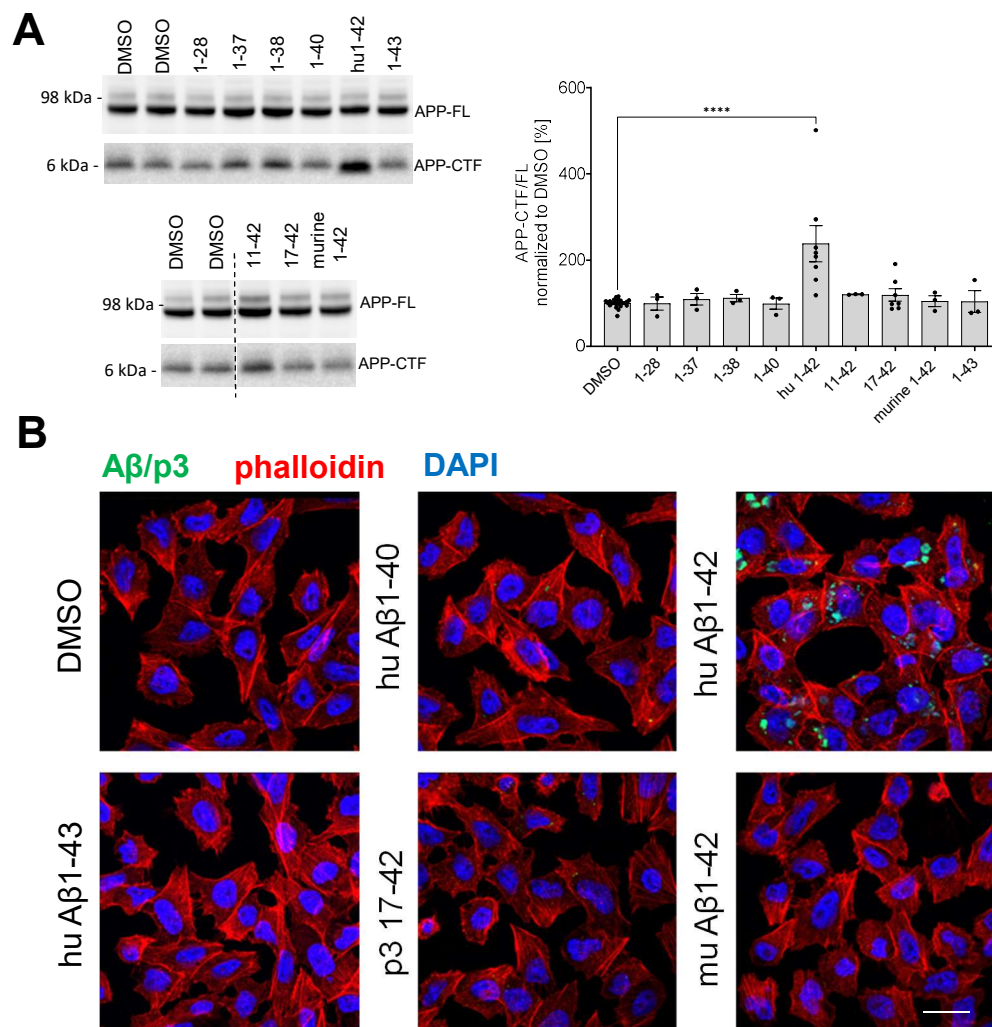 A
DMSO DMSO 1-28 1-37 1-38 1-40 hu1-42 1-43
98 kDa -
APP-FL
6 kDa -
APP-CTF
DMSO DMSO 11-42 17-42 murine 1-42
98 kDa -
APP-FL
6 kDa -
APP-CTF
APP-CTF/FL
normalized to DMSO [%]
600
400
200
0
****
DMSO 1-28 1-37 1-38 1-40 hu 1-42 11-42 17-42 murine 1-42 1-43
B
Aβ/p3 phalloidin DAPI
DMSO
hu Aβ1-40
hu Aβ1-42
hu Aβ1-43
p3 17-42
mu Aβ1-42